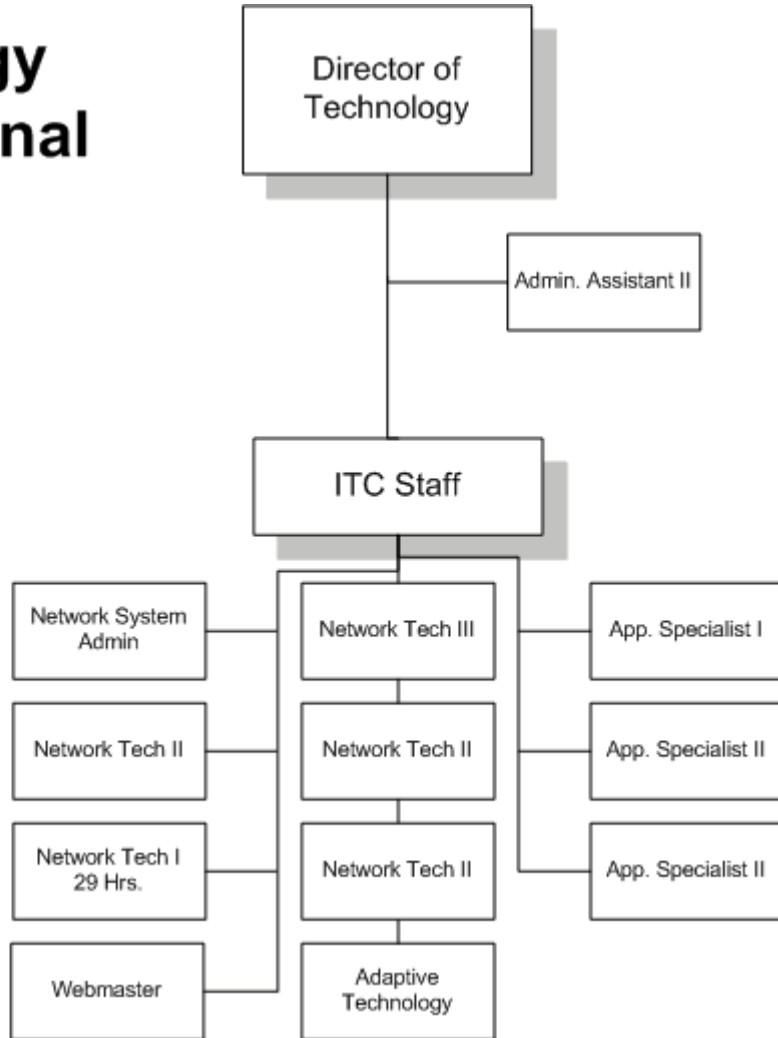 gy
nal
Director of
Technology
Admin. Assistant II
ITC Staff
Network System
Admin
Network Tech III
App. Specialist I
Network Tech II
Network Tech II
App. Specialist II
Network Tech I
29 Hrs.
Network Tech II
App. Specialist II
Webmaster
Adaptive
Technology